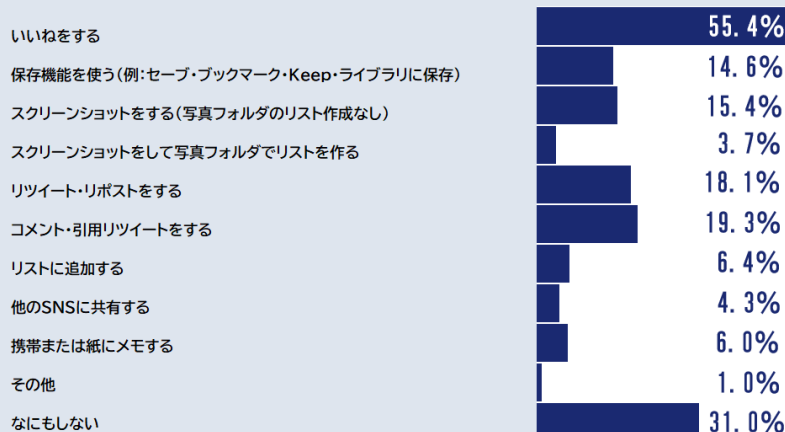 いいねをする 55.4%
保存機能を使う(例:セーブ・ブックマーク・Keep・ライブラリに保存) 14.6%
スクリーンショットをする(写真フォルダのリスト作成なし) 15.4%
スクリーンショットをして写真フォルダでリストを作る 3.7%
リツイート・リポストをする 18.1%
コメント・引用リツイートをする 19.3%
リストに追加する 6.4%
他のSNSに共有する 4.3%
携帯または紙にメモする 6.0%
その他 1.0%
なにもしない 31.0%